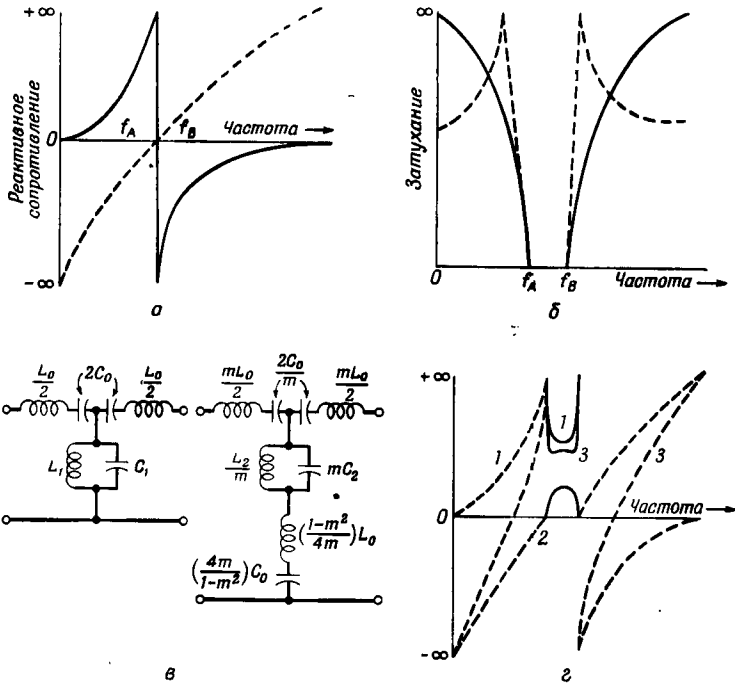 +∞
Реактивное
сопротивление
0
f_A
f_B
Частота
-∞
а
∞
Затухание
0
f_A
f_B
Частота
б
L₀/2
2C₀
L₀/2
L₁
C₁
mL₀/2
2C₀/m
mL₀/2
L₂/m
mC₂
((1-m²)/4m)L₀
(4m/(1-m²))C₀
в
+∞
1
1
3
3
Частота
0
2
-∞
г